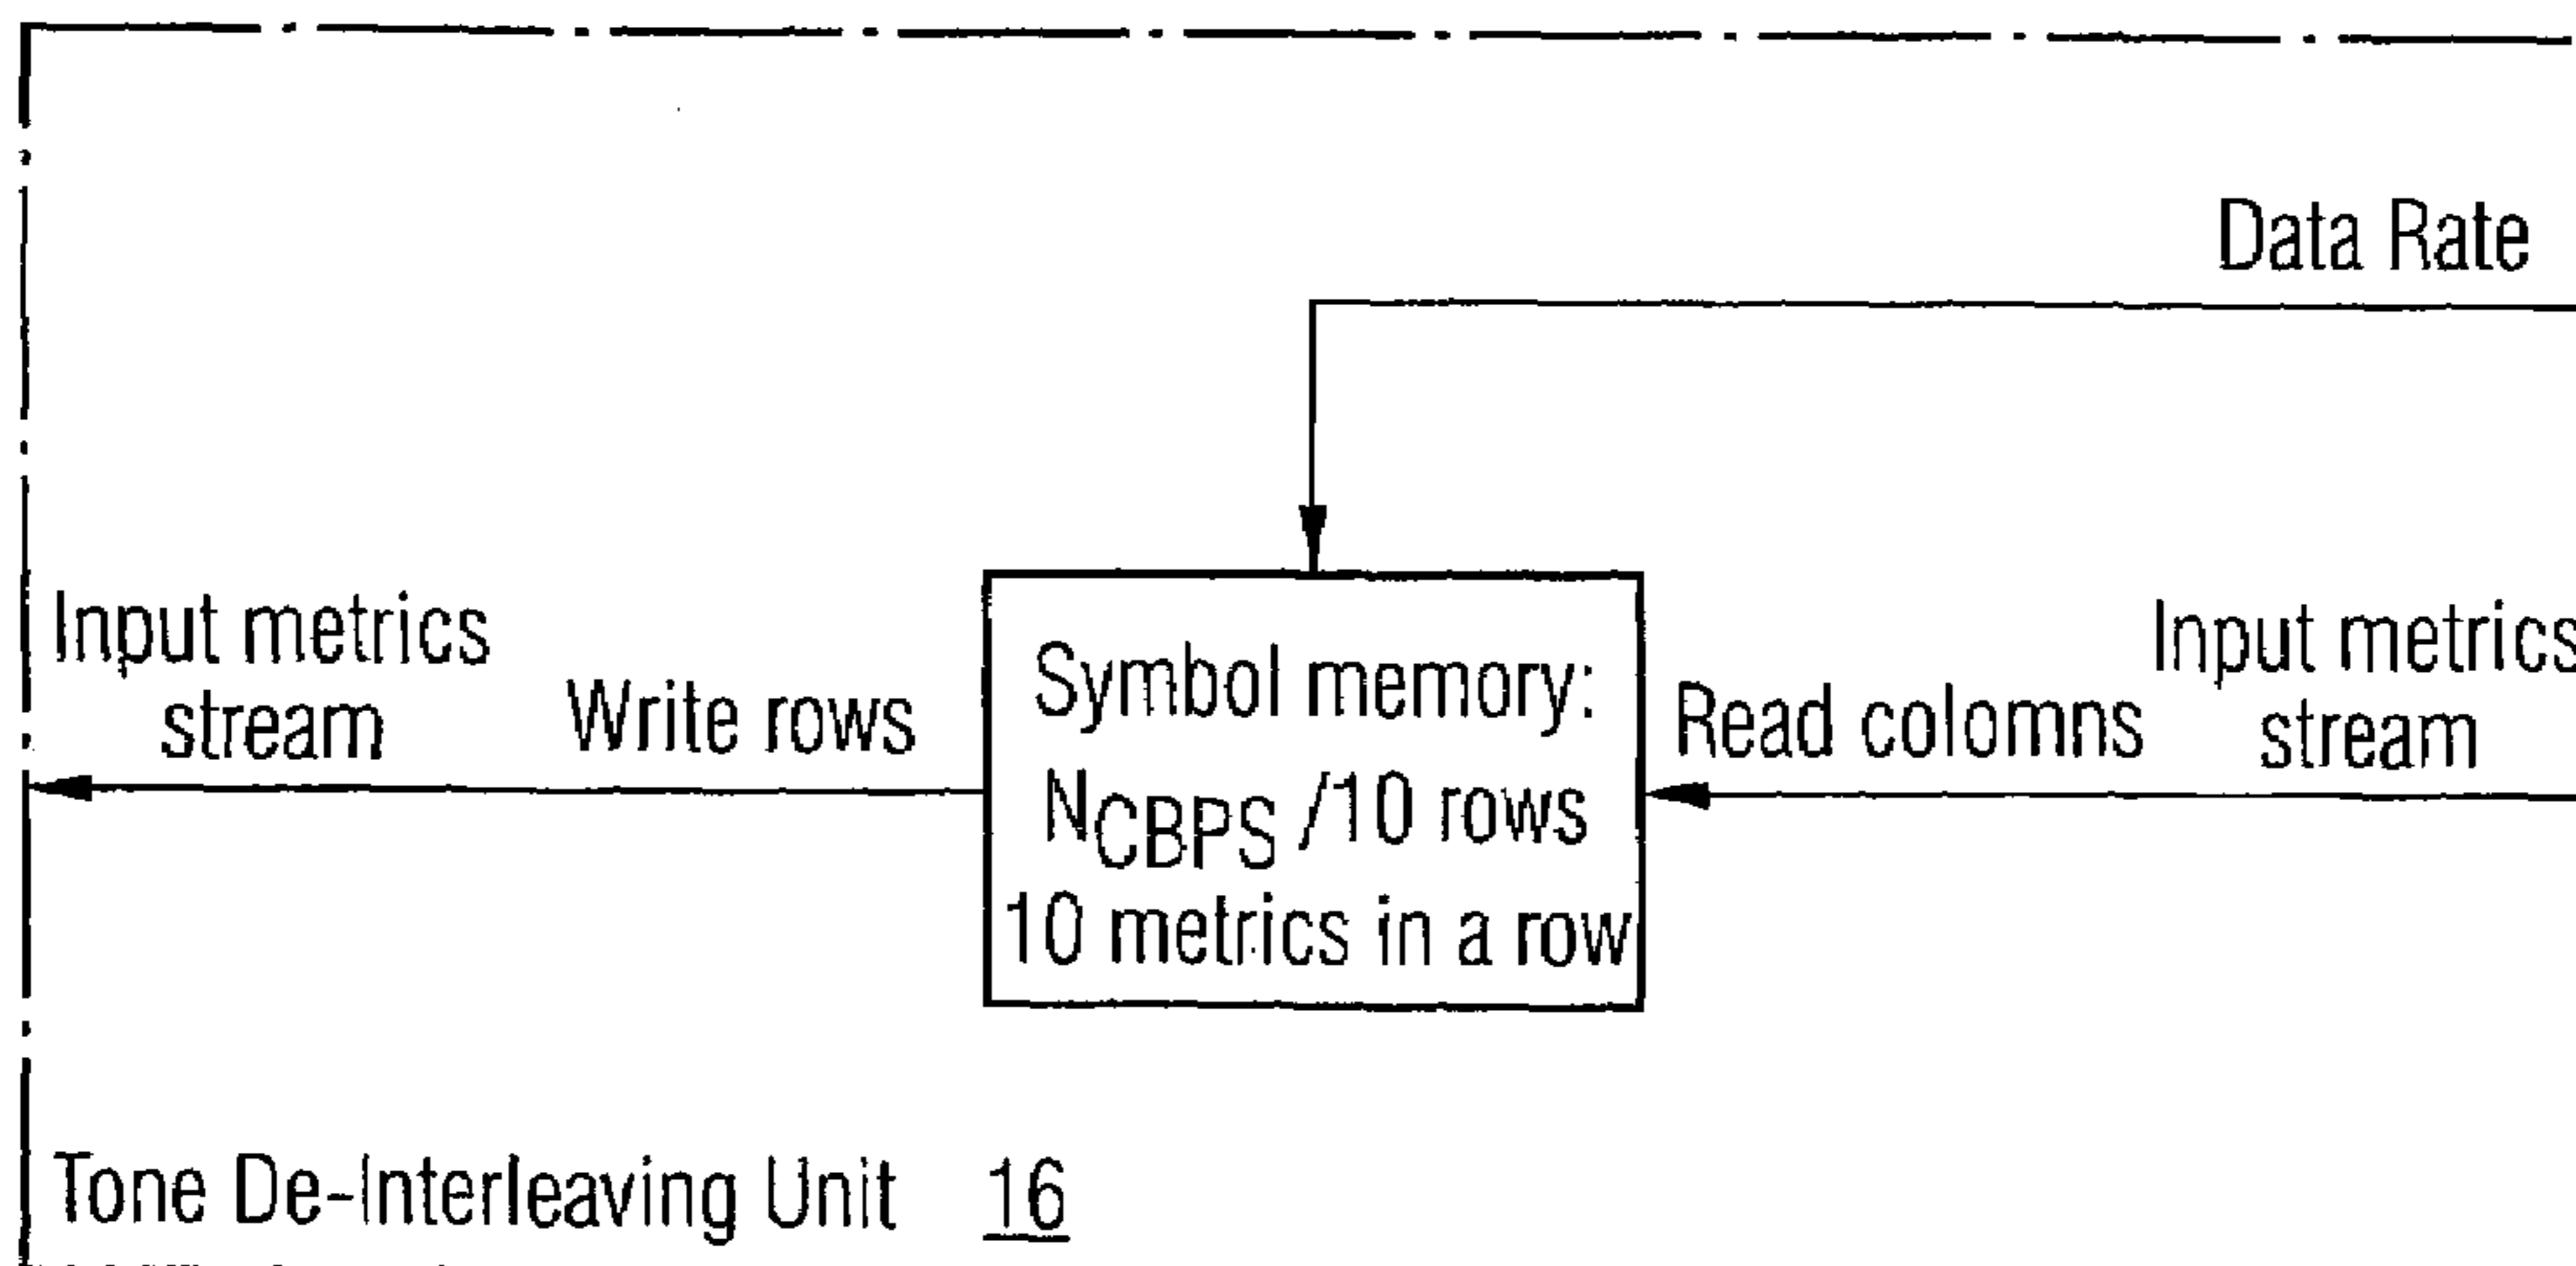 Data Rate
Input metrics
stream
Write rows
Symbol memory:
NCBPS /10 rows
10 metrics in a row
Read colomns
Input metrics
stream
Tone De-Interleaving Unit 16